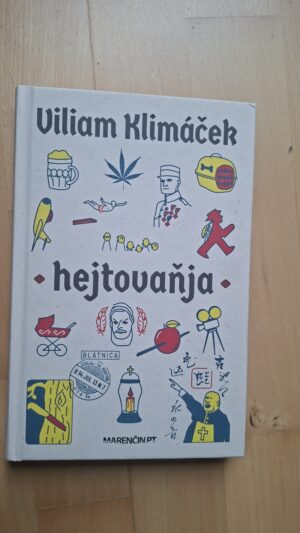 Viliam Klimáček
hejtovaňja
BLATNICA
MARENČIN PT